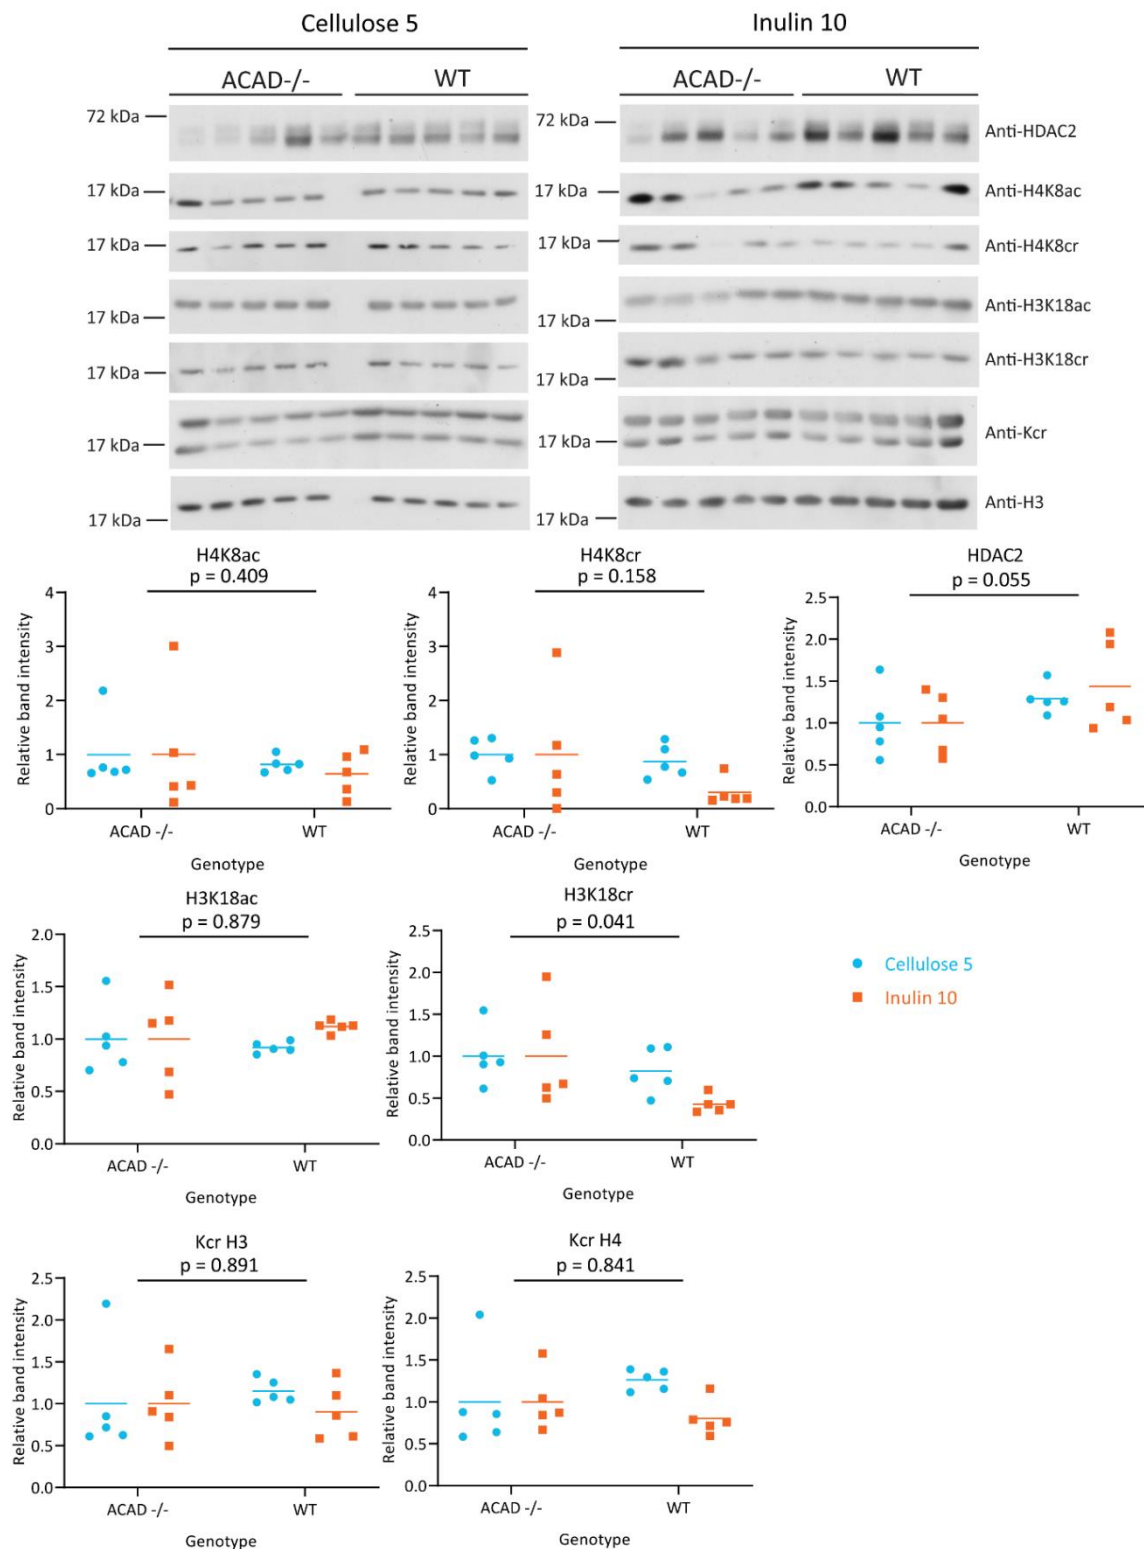 Cellulose 5 Inulin 10
ACAD-/- WT ACAD-/- WT
72 kDa 72 kDa Anti-HDAC2
17 kDa 17 kDa Anti-H4K8ac
17 kDa 17 kDa Anti-H4K8cr
17 kDa 17 kDa Anti-H3K18ac
17 kDa 17 kDa Anti-H3K18cr
17 kDa 17 kDa Anti-Kcr
17 kDa 17 kDa Anti-H3
H4K8ac
p = 0.409
Relative band intensity
4
3
2
1
0
ACAD -/- WT
Genotype
H4K8cr
p = 0.158
Relative band intensity
4
3
2
1
0
ACAD -/- WT
Genotype
HDAC2
p = 0.055
Relative band intensity
2.5
2.0
1.5
1.0
0.5
0.0
ACAD -/- WT
Genotype
H3K18ac
p = 0.879
Relative band intensity
2.0
1.5
1.0
0.5
0.0
ACAD -/- WT
Genotype
H3K18cr
p = 0.041
Relative band intensity
2.5
2.0
1.5
1.0
0.5
0.0
ACAD -/- WT
Genotype
Cellulose 5
Inulin 10
Kcr H3
p = 0.891
Relative band intensity
2.5
2.0
1.5
1.0
0.5
0.0
ACAD -/- WT
Genotype
Kcr H4
p = 0.841
Relative band intensity
2.5
2.0
1.5
1.0
0.5
0.0
ACAD -/- WT
Genotype